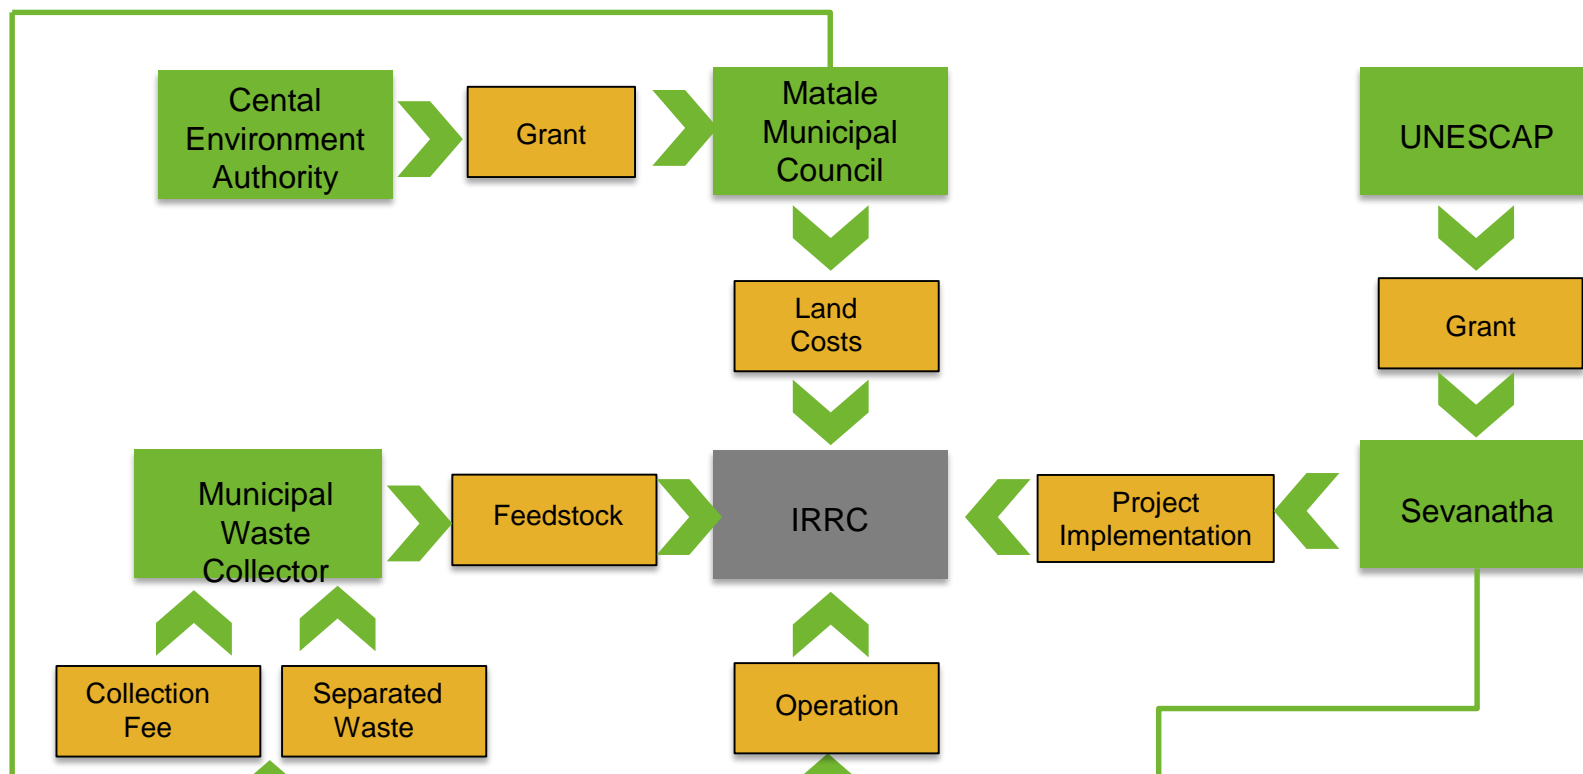 Cental
Environment
Authority
Grant
Matale
Municipal
Council
UNESCAP
Land
Costs
Grant
Municipal
Waste
Collector
Feedstock
IRRC
Project
Implementation
Sevanatha
Collection
Fee
Separated
Waste
Operation